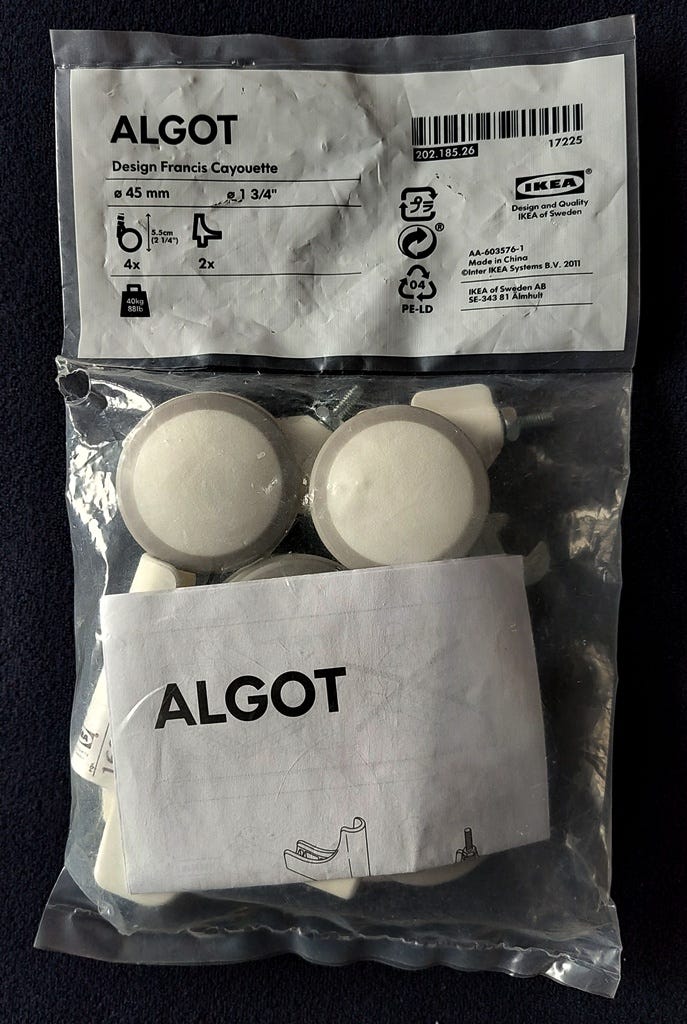 ALGOT
Design Francis Cayouette
ø 45 mm ø 1 3/4"
5.5cm
(2 1/4")
4x 2x
40kg
88lb
202.185.26
17225
IKEA®
Design and Quality
IKEA of Sweden
®
04
PE-LD
AA-603576-1
Made in China
©Inter IKEA Systems B.V. 2011
IKEA of Sweden AB
SE-343 81 Älmhult
ALGOT